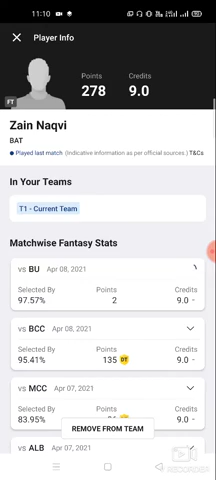 11:10
Player Info
Points
Credits
278
9.0
FT
Zain Naqvi
BAT
Played last match (Indicative information as per official sources.) T&Cs
In Your Teams
T1 - Current Team
Matchwise Fantasy Stats
vs BU Apr 08, 2021
Selected By Points Credits
97.57% 2 9.0
vs BCC Apr 08, 2021
Selected By Points Credits
95.41% 135 DT 9.0
vs MCC Apr 07, 2021
Selected By Points Credits
83.95% 9.0
REMOVE FROM TEAM
vs ALB Apr 07, 2021
RECORDER